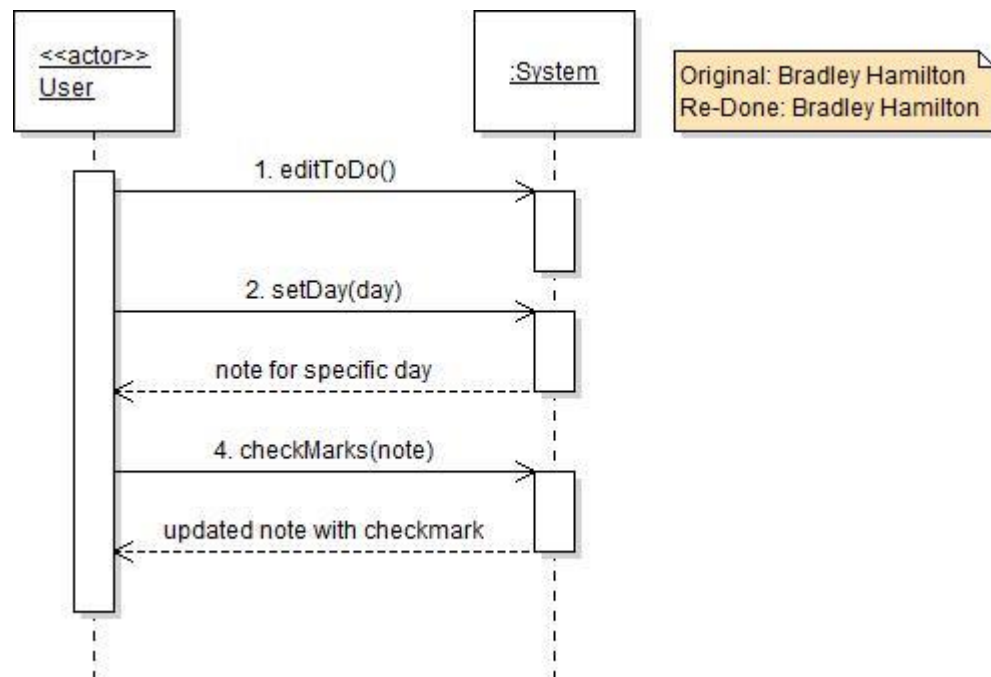 <<actor>>
User
:System
Original: Bradley Hamilton
Re-Done: Bradley Hamilton
1. editToDo()
2. setDay(day)
note for specific day
4. checkMarks(note)
updated note with checkmark